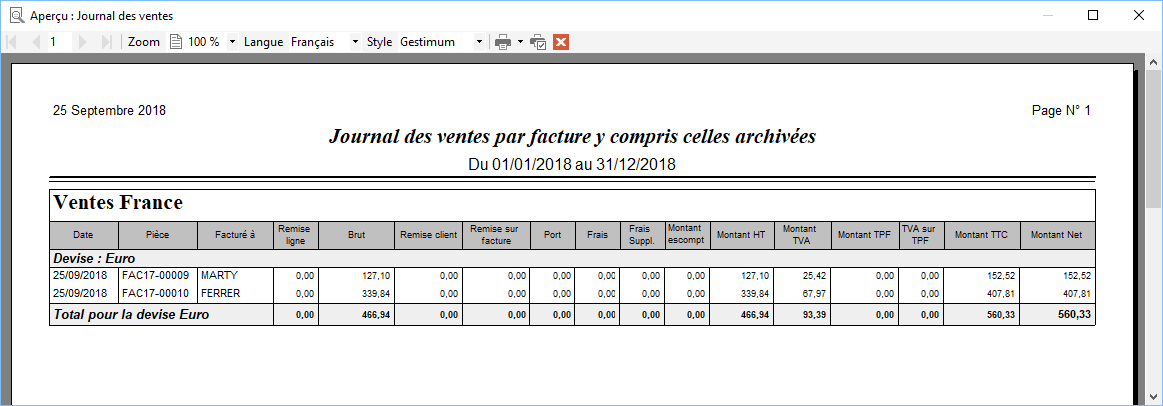 Aperçu : Journal des ventes
1 Zoom 100 % Langue Français Style Gestimum
25 Septembre 2018 Page N° 1
Journal des ventes par facture y compris celles archivées
Du 01/01/2018 au 31/12/2018
Ventes France
Date Pièce Facturé à Remise ligne Brut Remise client Remise sur facture Port Frais Frais Suppl. Montant escompt Montant HT Montant TVA Montant TPF TVA sur TPF Montant TTC Montant Net
Devise : Euro
25/09/2018 FAC17-00009 MARTY 0,00 127,10 0,00 0,00 0,00 0,00 0,00 0,00 127,10 25,42 0,00 0,00 152,52 152,52
25/09/2018 FAC17-00010 FERRER 0,00 339,84 0,00 0,00 0,00 0,00 0,00 0,00 339,84 67,97 0,00 0,00 407,81 407,81
Total pour la devise Euro 0,00 466,94 0,00 0,00 0,00 0,00 0,00 0,00 466,94 93,39 0,00 0,00 560,33 560,33